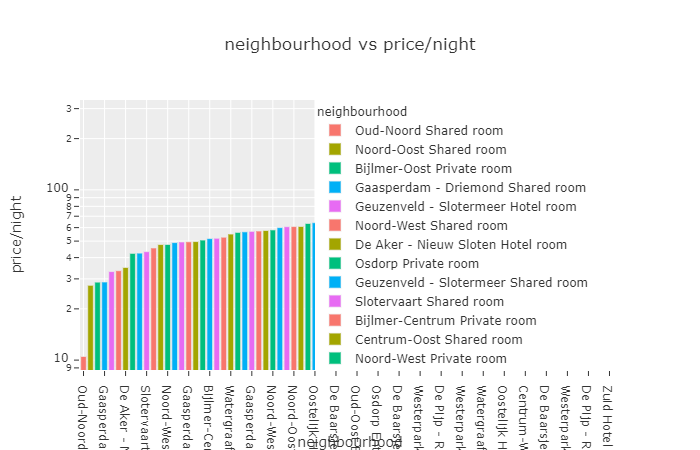 neighbourhood vs price/night
neighbourhood
Oud-Noord Shared room
Noord-Oost Shared room
Bijlmer-Oost Private room
Gaasperdam - Driemond Shared room
Geuzenveld - Slotermeer Hotel room
Noord-West Shared room
De Aker - Nieuw Sloten Hotel room
Osdorp Private room
Geuzenveld - Slotermeer Shared room
Slotervaart Shared room
Bijlmer-Centrum Private room
Centrum-Oost Shared room
Noord-West Private room
price/night
3
2
100
9
8
7
6
5
4
3
2
10
9
Oud-Noord
Gaasperda
De Aker - N
Slotervaart
Noord-Wes
Gaasperda
Bijlmer-Cen
Watergraaf
Gaasperda
Noord-Wes
Noord-Oos
Oostelijk H
De Baarsje
Oud-Oost
Osdorp
De Baarsje
Westerpark
De Pijp - R
Westerpark
Watergraaf
Oostelijk H
Centrum-W
De Baarsje
Westerpark
De Pijp - R
Zuid Hotel
neighbourhood